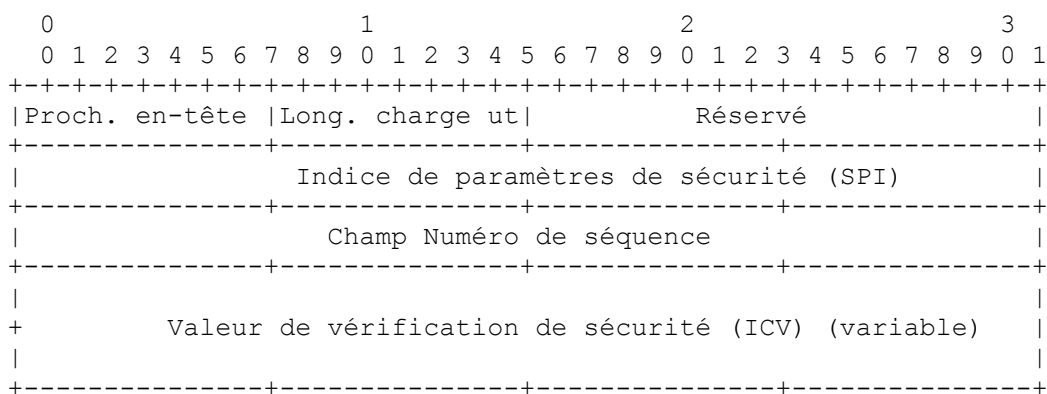 0                   1                   2                   3
0 1 2 3 4 5 6 7 8 9 0 1 2 3 4 5 6 7 8 9 0 1 2 3 4 5 6 7 8 9 0 1
+-+-+-+-+-+-+-+-+-+-+-+-+-+-+-+-+-+-+-+-+-+-+-+-+-+-+-+-+-+-+-+-+
|Proch. en-tête |Long. charge ut|          Réservé              |
+---------------+---------------+---------------+---------------+
|                 Indice de paramètres de sécurité (SPI)        |
+---------------+---------------+---------------+---------------+
|                   Champ Numéro de séquence                    |
+---------------+---------------+---------------+---------------+
|                                                               |
+         Valeur de vérification de sécurité (ICV) (variable)   |
|                                                               |
+---------------+---------------+---------------+---------------+